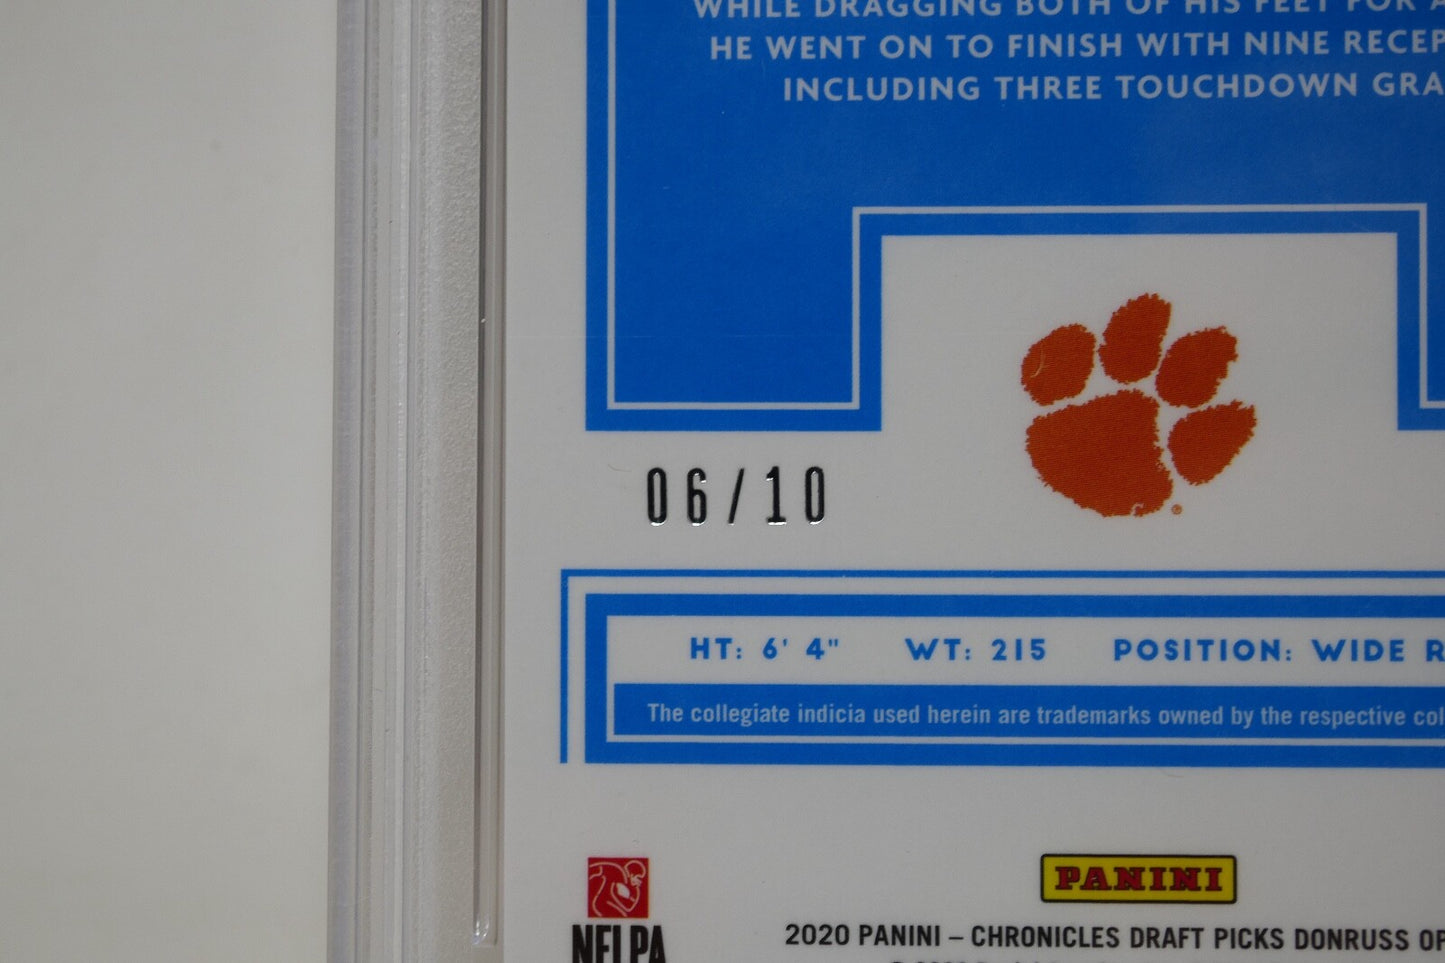 WHILE DRAGGING BOTH OF HIS FEET FOR
HE WENT ON TO FINISH WITH NINE RECEP
INCLUDING THREE TOUCHDOWN GRA
06/10
®
HT: 6' 4" WT: 215 POSITION: WIDE R
The collegiate indicia used herein are trademarks owned by the respective col
PANINI
NFLPA
2020 PANINI – CHRONICLES DRAFT PICKS DONRUSS OP